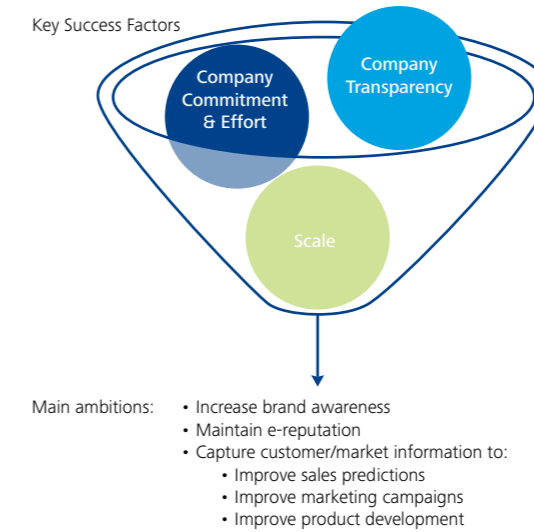 Key Success Factors
Company
Commitment
& Effort
Company
Transparency
Scale
Main ambitions:
• Increase brand awareness
• Maintain e-reputation
• Capture customer/market information to:
• Improve sales predictions
• Improve marketing campaigns
• Improve product development